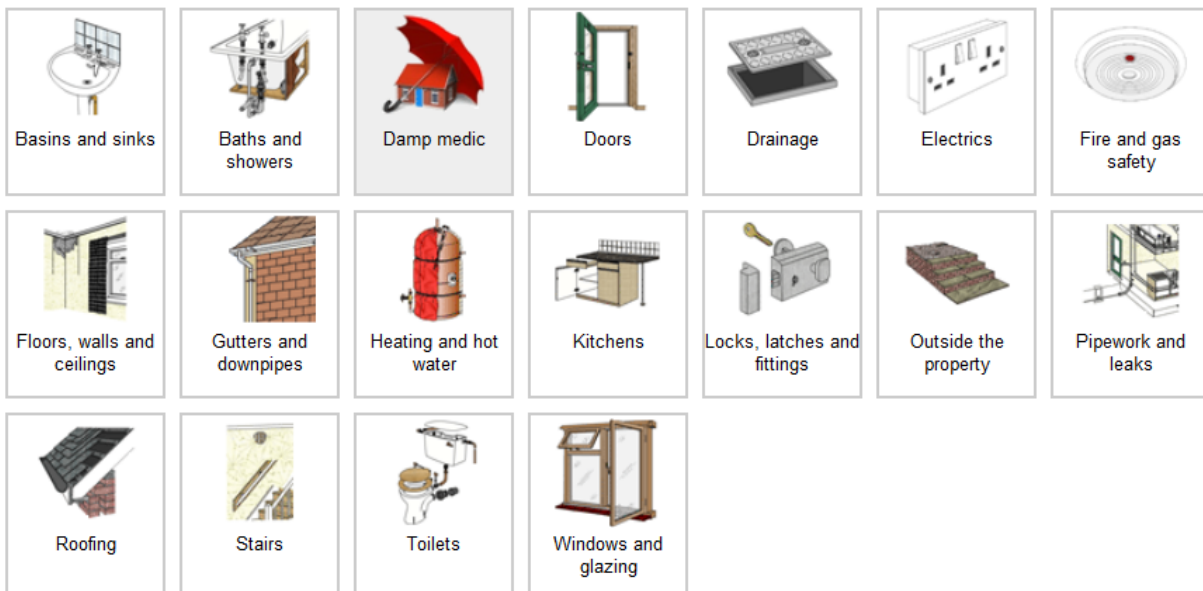 Basins and sinks
Baths and
showers
Damp medic
Doors
Drainage
Electrics
Fire and gas
safety
Floors, walls and
ceilings
Gutters and
downpipes
Heating and hot
water
Kitchens
Locks, latches and
fittings
Outside the
property
Pipework and
leaks
Roofing
Stairs
Toilets
Windows and
glazing